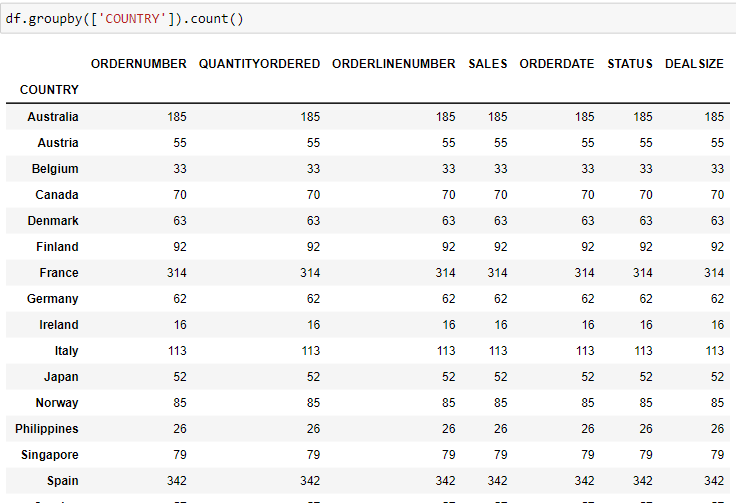 df.groupby(['COUNTRY']).count()
ORDERNUMBER QUANTITYORDERED ORDERLINENUMBER SALES ORDERDATE STATUS DEALSIZE
COUNTRY
Australia 185 185 185 185 185 185 185
Austria 55 55 55 55 55 55 55
Belgium 33 33 33 33 33 33 33
Canada 70 70 70 70 70 70 70
Denmark 63 63 63 63 63 63 63
Finland 92 92 92 92 92 92 92
France 314 314 314 314 314 314 314
Germany 62 62 62 62 62 62 62
Ireland 16 16 16 16 16 16 16
Italy 113 113 113 113 113 113 113
Japan 52 52 52 52 52 52 52
Norway 85 85 85 85 85 85 85
Philippines 26 26 26 26 26 26 26
Singapore 79 79 79 79 79 79 79
Spain 342 342 342 342 342 342 342